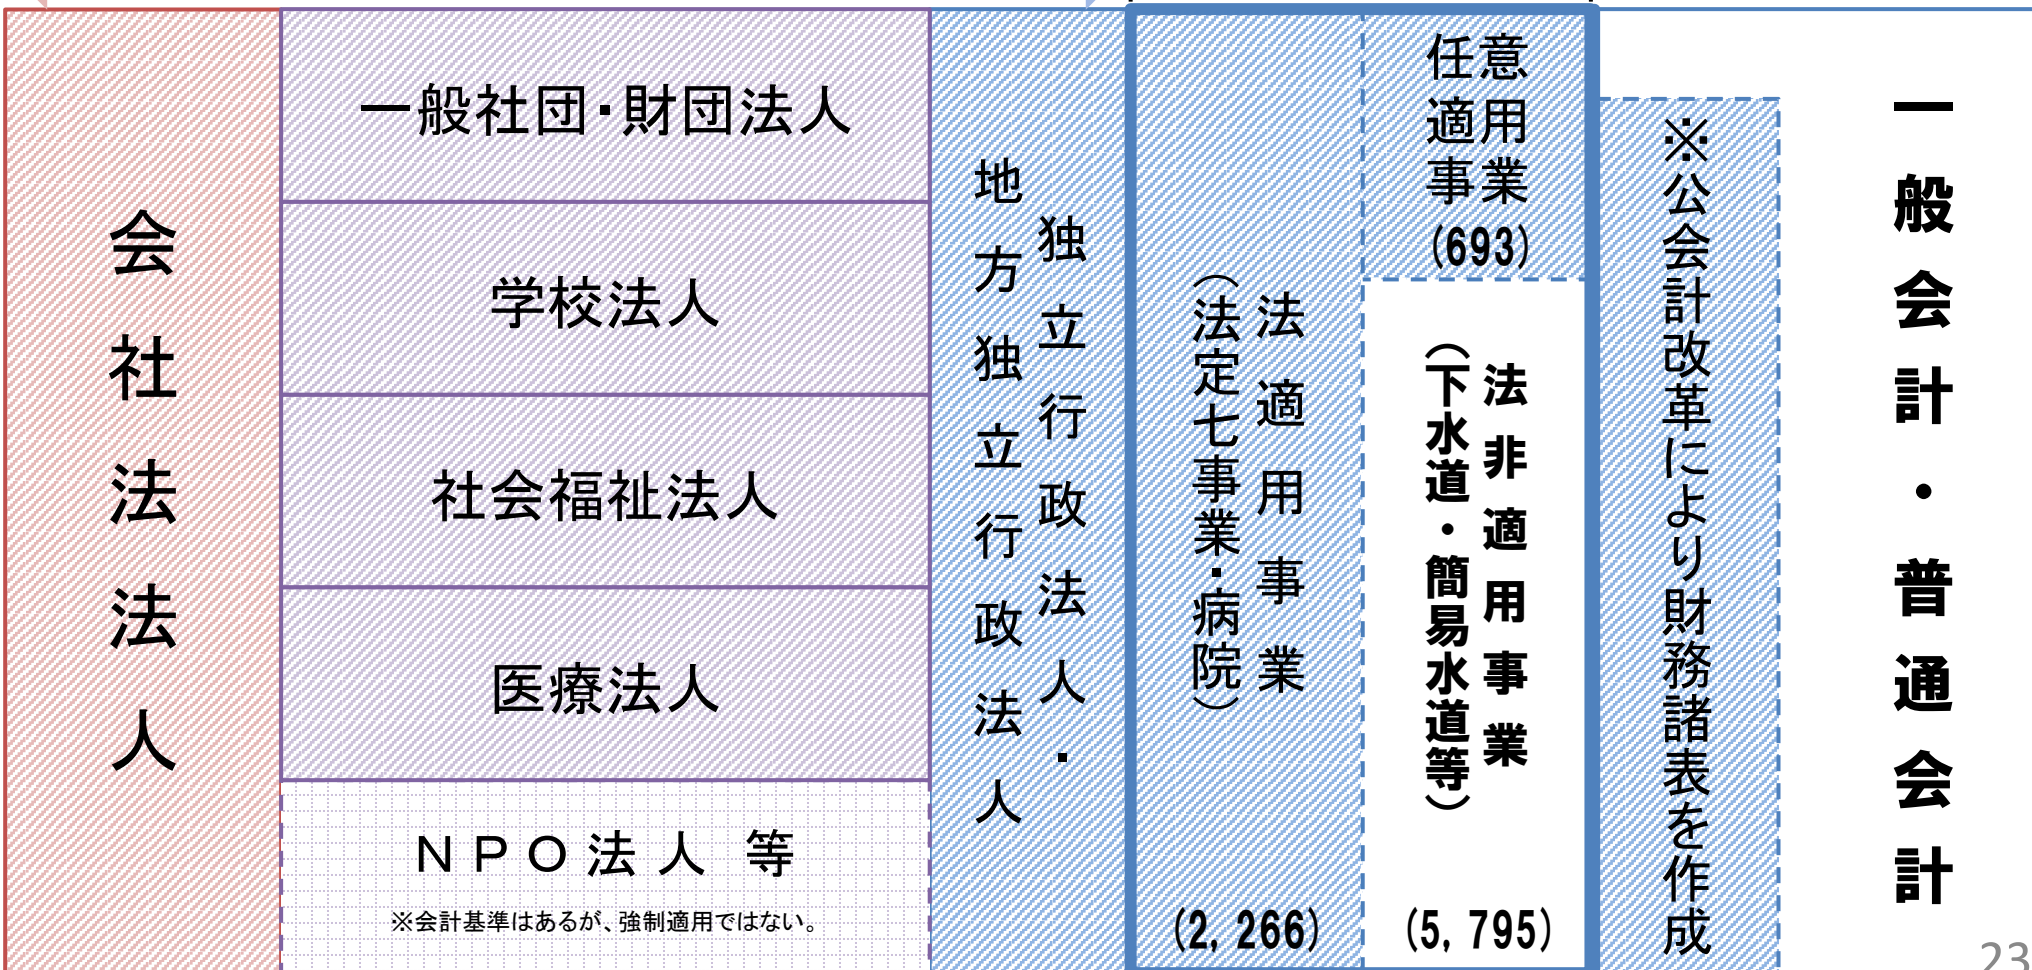 会社法法人
一般社団・財団法人
学校法人
社会福祉法人
医療法人
ＮＰＯ法人 等
※会計基準はあるが、強制適用ではない。
独立行政法人・
地方独立行政法人
法適用事業
（法定七事業・病院）
(2,266)
任意
適用
事業
(693)
法非適用事業
（下水道・簡易水道等）
(5,795)
※公会計改革により財務諸表を作成
一般会計・普通会計
23